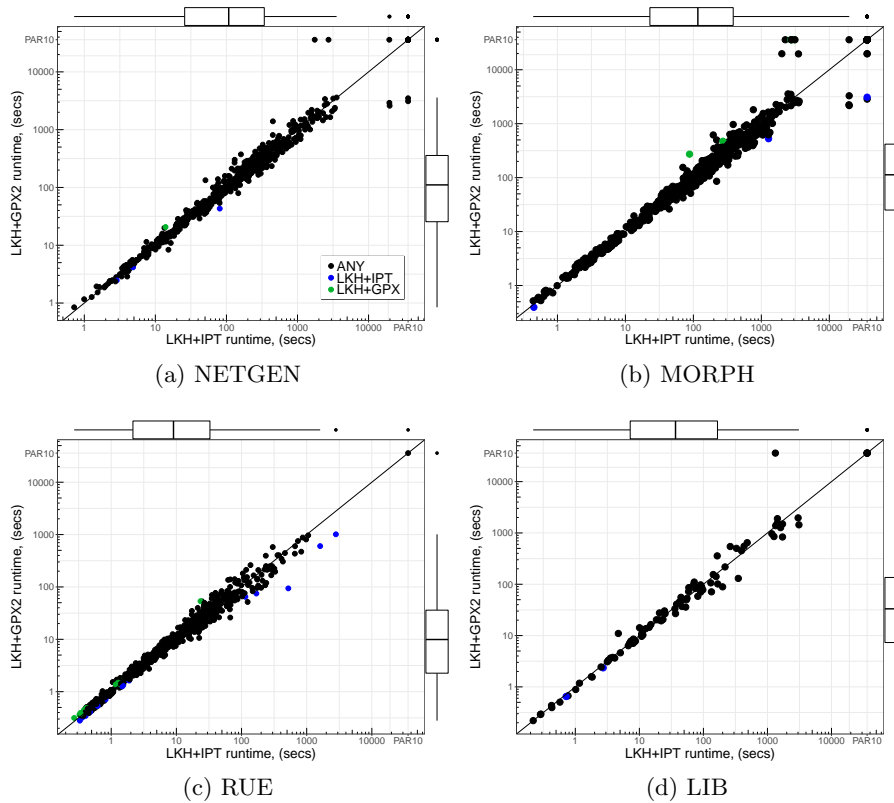 PAR10
10000
1000
100
10
1
LKH+GPX2 runtime, (secs)
ANY
LKH+IPT
LKH+GPX
1 10 100 1000 10000 PAR10
LKH+IPT runtime, (secs)
(a) NETGEN
PAR10
10000
1000
100
10
1
LKH+GPX2 runtime, (secs)
1 10 100 1000 10000 PAR10
LKH+IPT runtime, (secs)
(b) MORPH
PAR10
10000
1000
100
10
1
LKH+GPX2 runtime, (secs)
1 10 100 1000 10000 PAR10
LKH+IPT runtime, (secs)
(c) RUE
PAR10
10000
1000
100
10
1
LKH+GPX2 runtime, (secs)
1 10 100 1000 10000 PAR10
LKH+IPT runtime, (secs)
(d) LIB